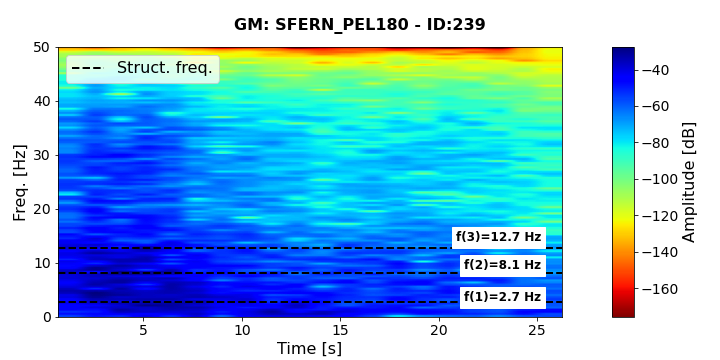 GM: SFERN_PEL180 - ID:239
50
40
30
20
10
0
Freq. [Hz]
Struct. freq.
f(3)=12.7 Hz
f(2)=8.1 Hz
f(1)=2.7 Hz
5
10
15
20
25
Time [s]
−40
−60
−80
−100
−120
−140
−160
Amplitude [dB]